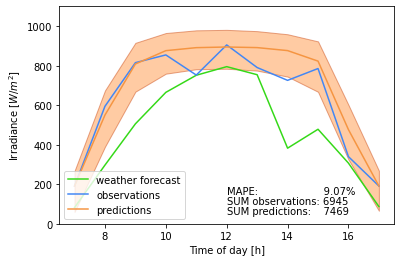 1000
800
600
400
200
0
Irradiance [W/m²]
weather forecast
observations
predictions
MAPE: 9.07%
SUM observations: 6945
SUM predictions: 7469
8 10 12 14 16
Time of day [h]